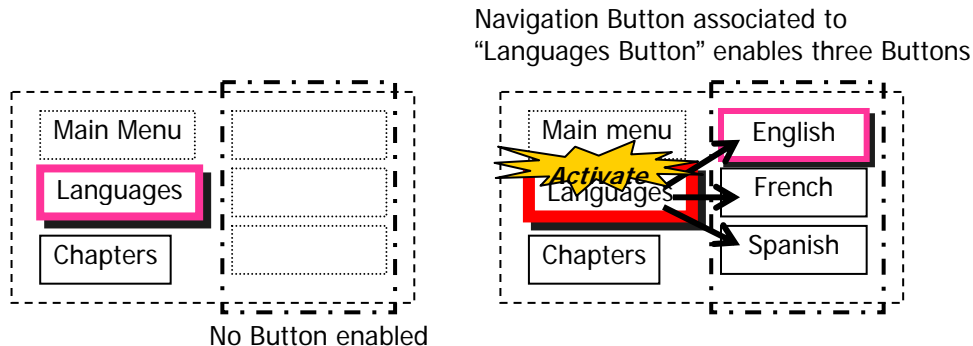 Navigation Button associated to
“Languages Button” enables three Buttons
Main Menu
Languages
Chapters
No Button enabled
Main menu
Activate
Languages
Chapters
English
French
Spanish